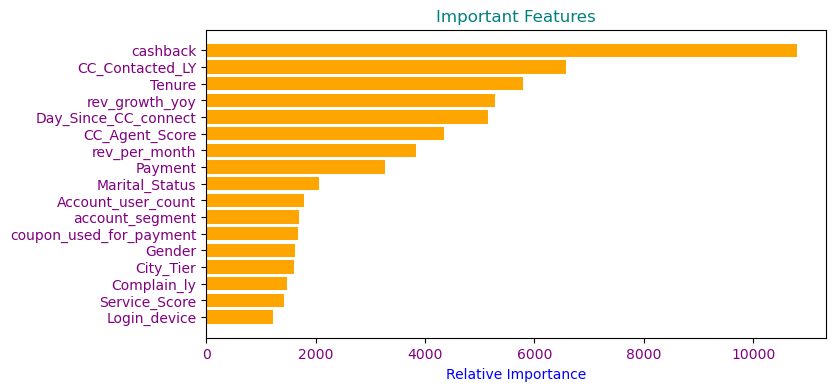 Important Features
cashback
CC_Contacted_LY
Tenure
rev_growth_yoy
Day_Since_CC_connect
CC_Agent_Score
rev_per_month
Payment
Marital_Status
Account_user_count
account_segment
coupon_used_for_payment
Gender
City_Tier
Complain_ly
Service_Score
Login_device
0 2000 4000 6000 8000 10000
Relative Importance